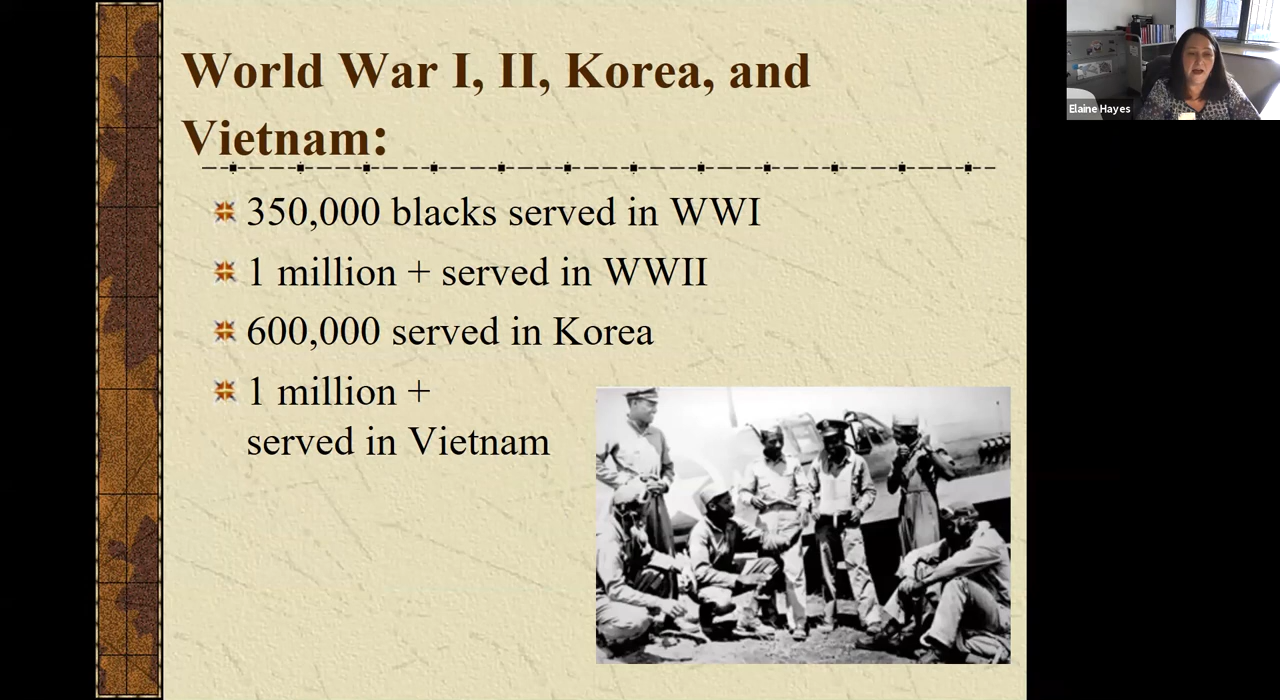 World War I, II, Korea, and
Vietnam:
350,000 blacks served in WWI
1 million + served in WWII
600,000 served in Korea
1 million +
served in Vietnam
Elaine Hayes